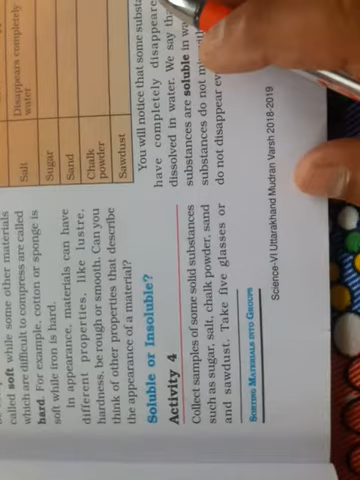 called soft while some other materials
which are difficult to compress are called
hard. For example, cotton or sponge is
soft while iron is hard.
In appearance, materials can have
different properties, like lustre,
hardness, be rough or smooth. Can you
think of other properties that describe
the appearance of a material?
Soluble or Insoluble?
Activity 4
Collect samples of some solid substances
such as sugar, salt, chalk powder, sand
and sawdust. Take five glasses or
SORTING MATERIALS INTO GROUPS
Salt
Disappears completely
water
Sugar
Sand
Chalk
powder
Sawdust
You will notice that some
have completely
dissolved in water. We say
substances are soluble in
substances do not
do not disappear
Science-VI Uttarakhand Mudran Varsh 2018-2019